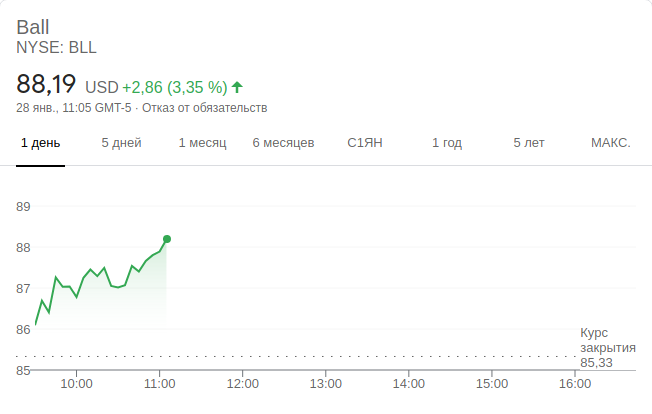 Ball
NYSE: BLL
88,19 USD +2,86 (3,35 %)
28 янв., 11:05 GMT-5 · Отказ от обязательств
1 день 5 дней 1 месяц 6 месяцев С1ЯН 1 год 5 лет МАКС.
89
88
87
86
Курс
закрытия
85,33
85
10:00 11:00 12:00 13:00 14:00 15:00 16:00